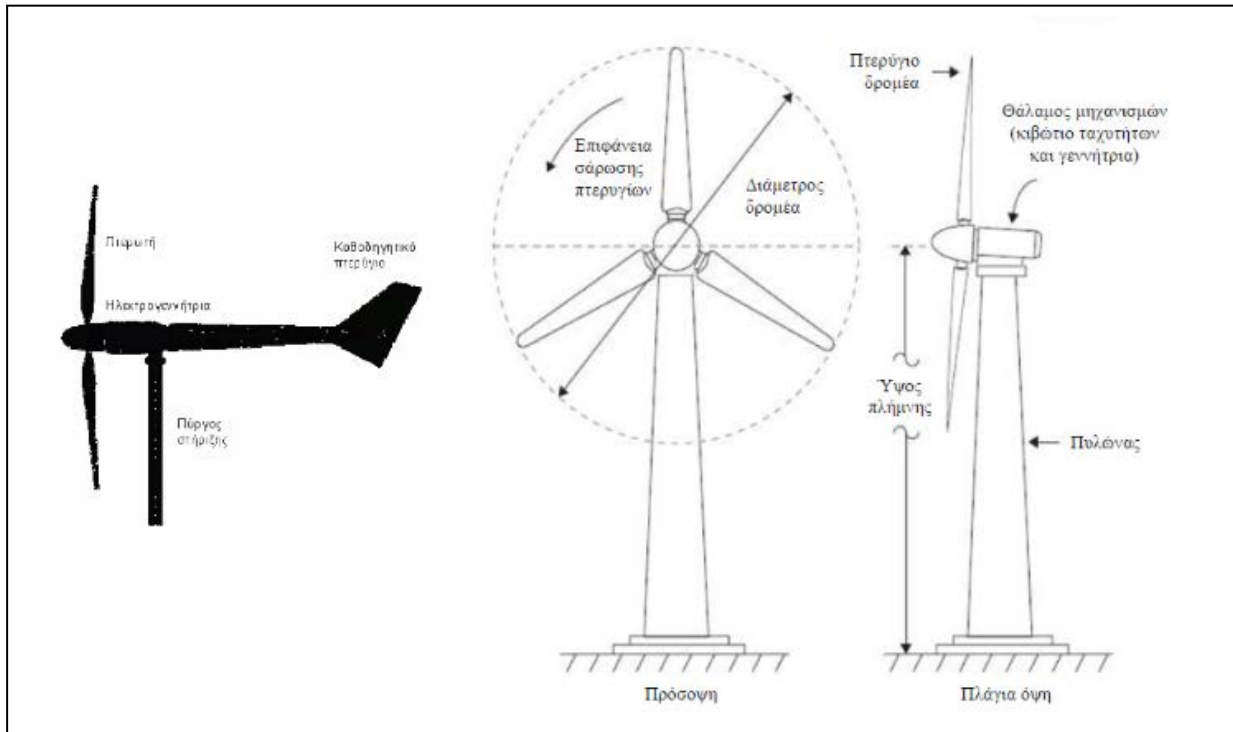 Πτερωτή
Ηλεκτρογεννήτρια
Καθοδηγητικό
πτερύγιο
Πύργος
στήριξης
Επιφάνεια
σάρωσης
πτερυγίων
Διάμετρος
δρομέα
Πρόσοψη
Πτερύγιο
δρομέα
Θάλαμος μηχανισμών
(κιβώτιο ταχυτήτων
και γεννήτρια)
Ύψος
πλήμνης
Πυλώνας
Πλάγια όψη